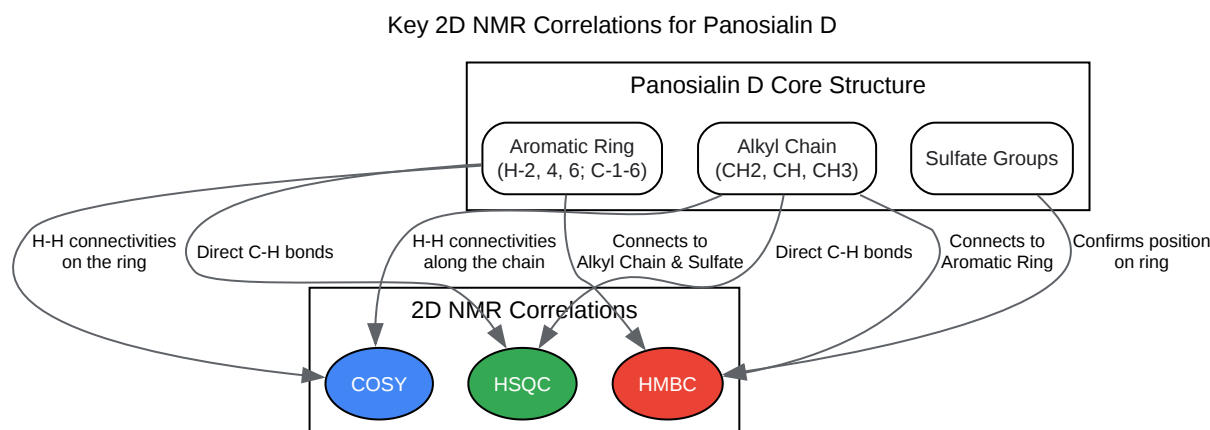 Key 2D NMR Correlations for Panosialin D
Panosialin D Core Structure
Aromatic Ring
(H-2, 4, 6; C-1-6)
Alkyl Chain
(CH2, CH, CH3)
Sulfate Groups
H-H connectivities
on the ring
Direct C-H bonds
H-H connectivities
along the chain
Connects to
Alkyl Chain & Sulfate
Direct C-H bonds
Connects to
Aromatic Ring
Confirms position
on ring
2D NMR Correlations
COSY
HSQC
HMBC